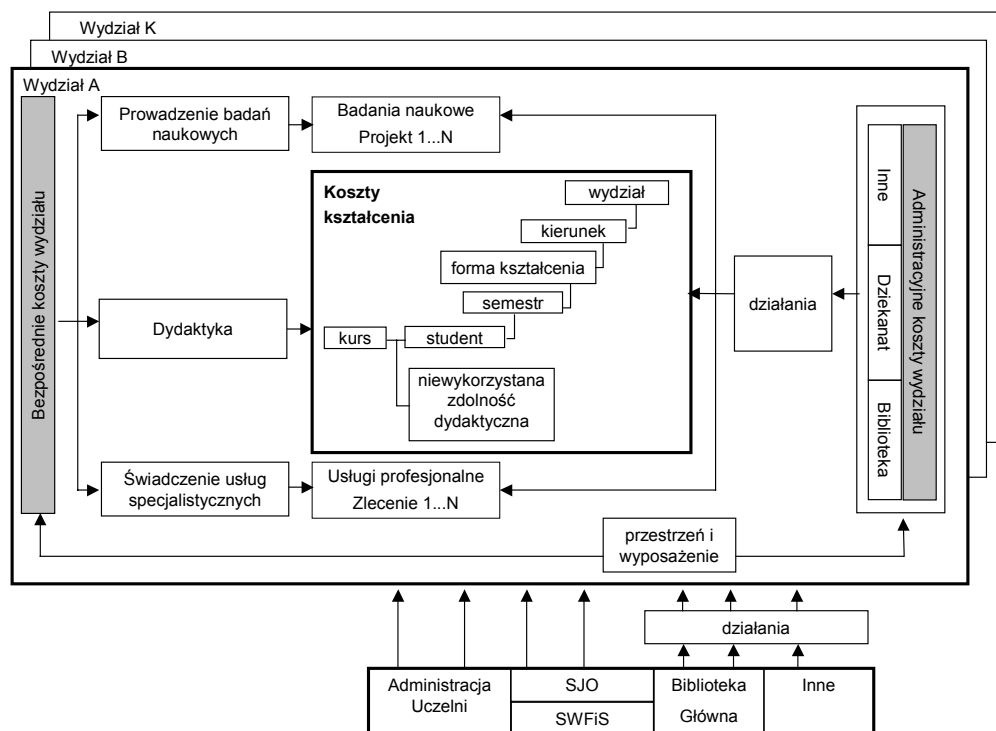 Wydział K
Wydział B
Wydział A
Bezpośrednie koszty wydziału
Prowadzenie badań
naukowych
Badania naukowe
Projekt 1...N
Koszty
kształcenia
wydział
kierunek
forma kształcenia
semestr
student
kurs
niewykorzystana
zdolność
dydaktyczna
Dydaktyka
działania
Inne
Dziekanat
Biblioteka
Administracyjne koszty wydziału
Świadczenie usług
specjalistycznych
Usługi profesjonalne
Zlecenie 1...N
przestrzeń i
wyposażenie
działania
Administracja
Uczelni
SJO
SWFiS
Biblioteka
Główna
Inne